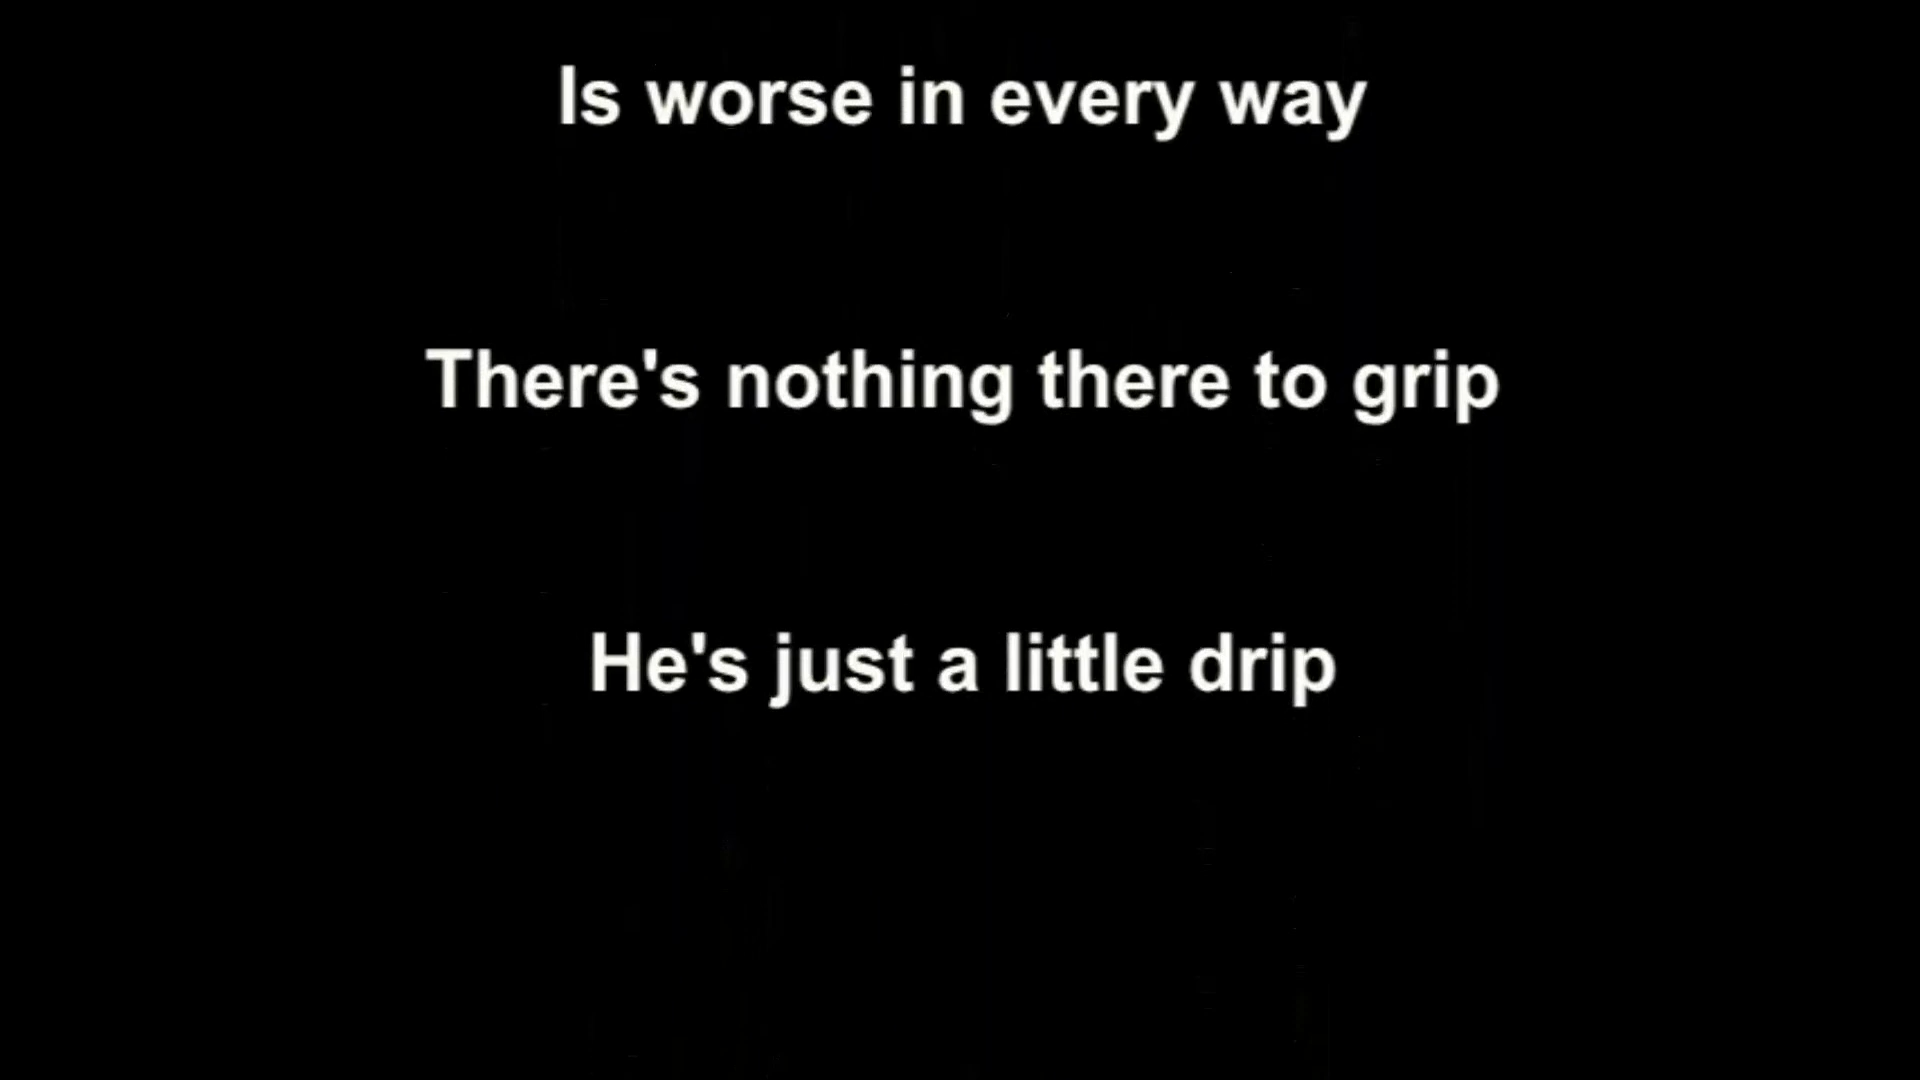 Is worse in every way
There's nothing there to grip
He's just a little drip